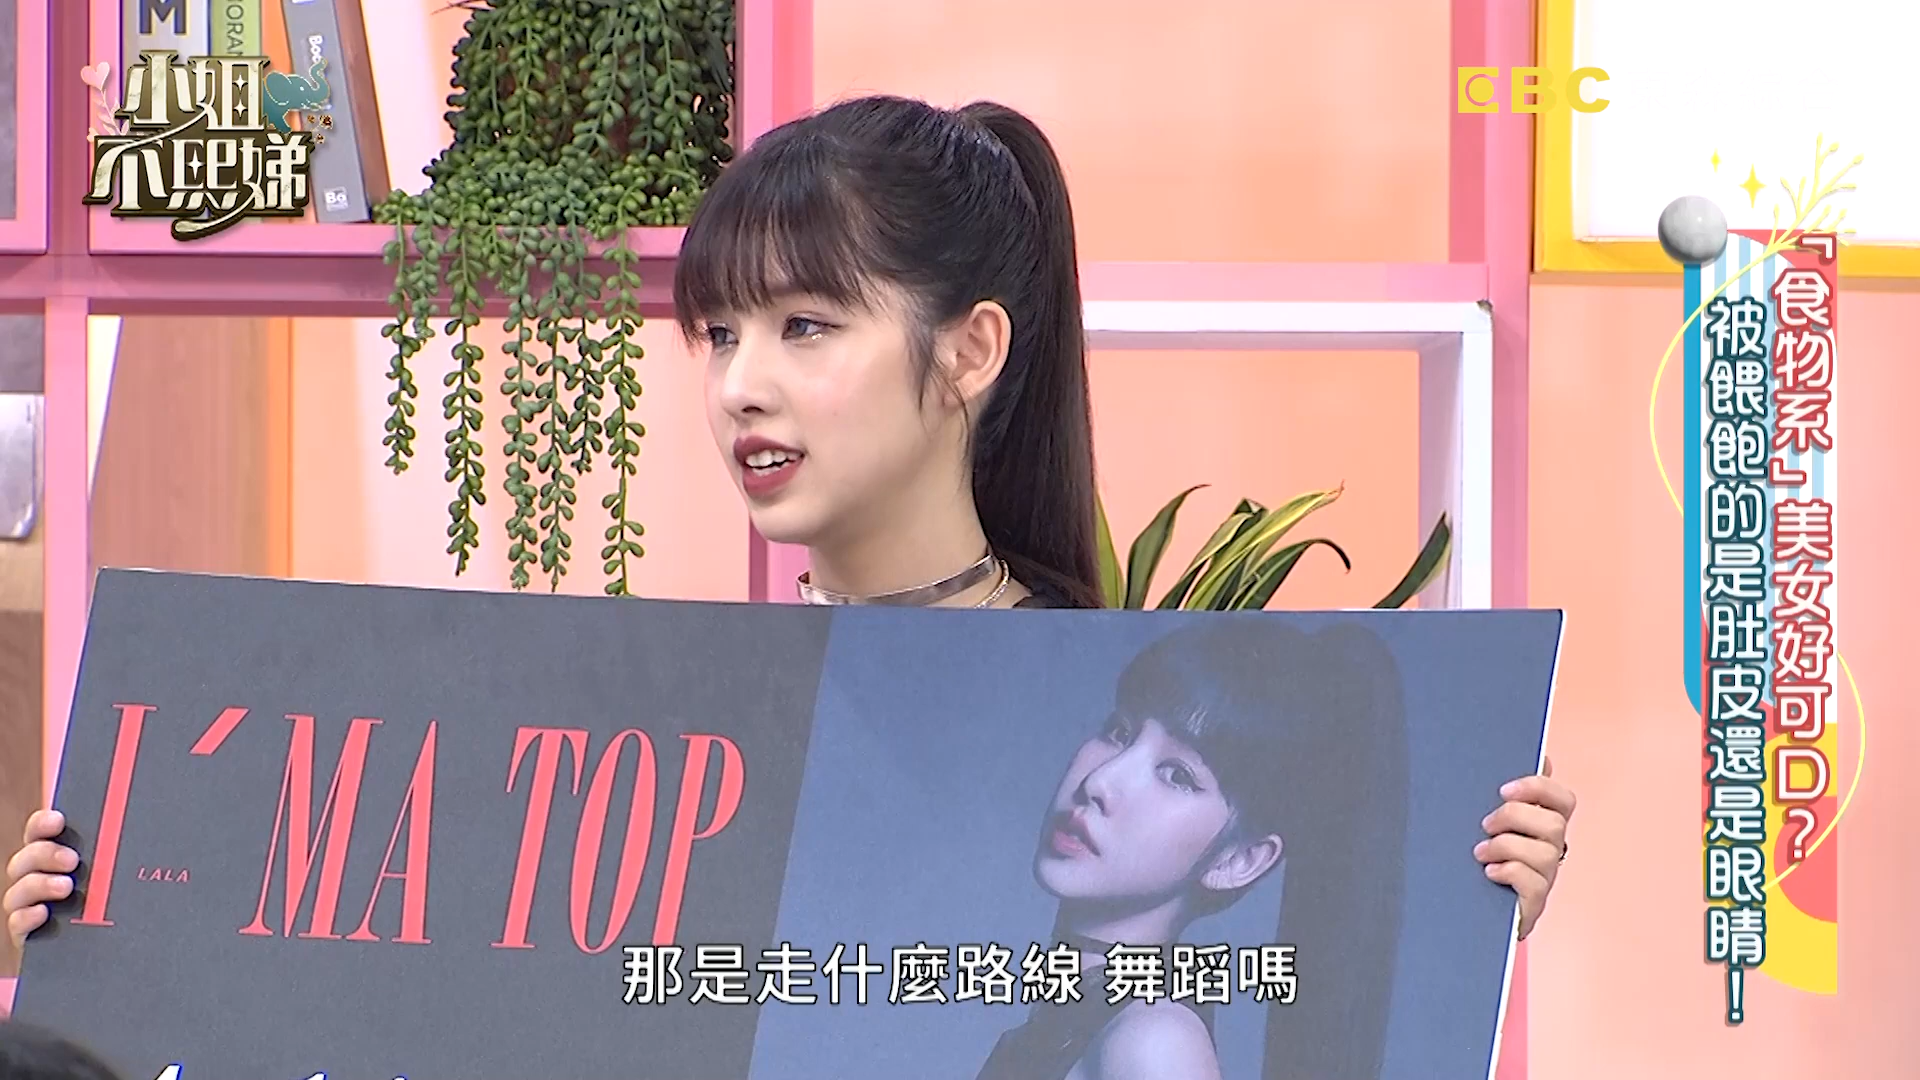 小姐
不熙娣
EBC
「食物系」美女好可D?
被餵飽的是肚皮還是眼睛!
I´MA TOP
LALA
那是走什麼路線 舞蹈嗎